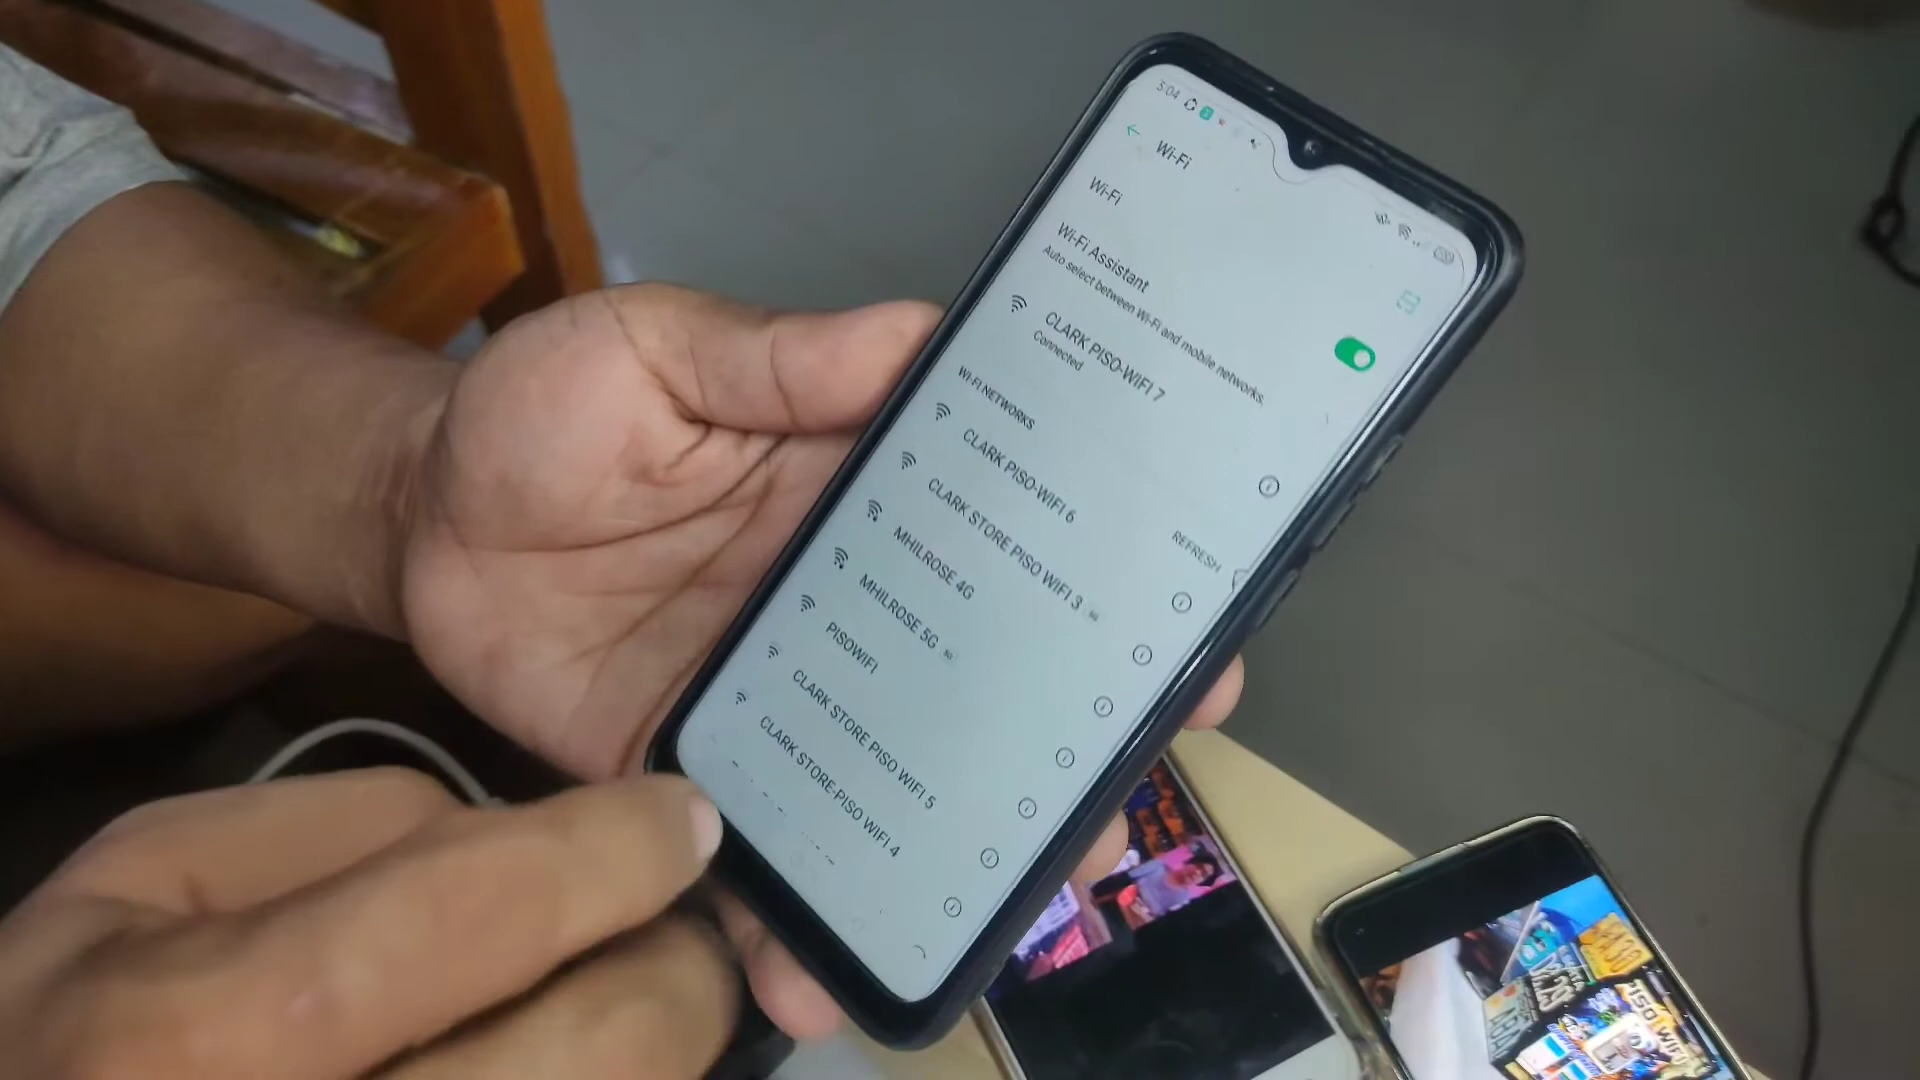 5:04
Wi-Fi
Wi-Fi
Wi-Fi Assistant
Auto select between Wi-Fi and mobile networks.
CLARK PISO-WIFI 7
Connected
WI-FI NETWORKS
REFRESH
CLARK PISO-WIFI 6
CLARK STORE PISO WIFI 3
MHILROSE 4G
MHILROSE 5G
PISOWIFI
CLARK STORE PISO WIFI 5
CLARK STORE-PISO WIFI 4
PISO WIFI